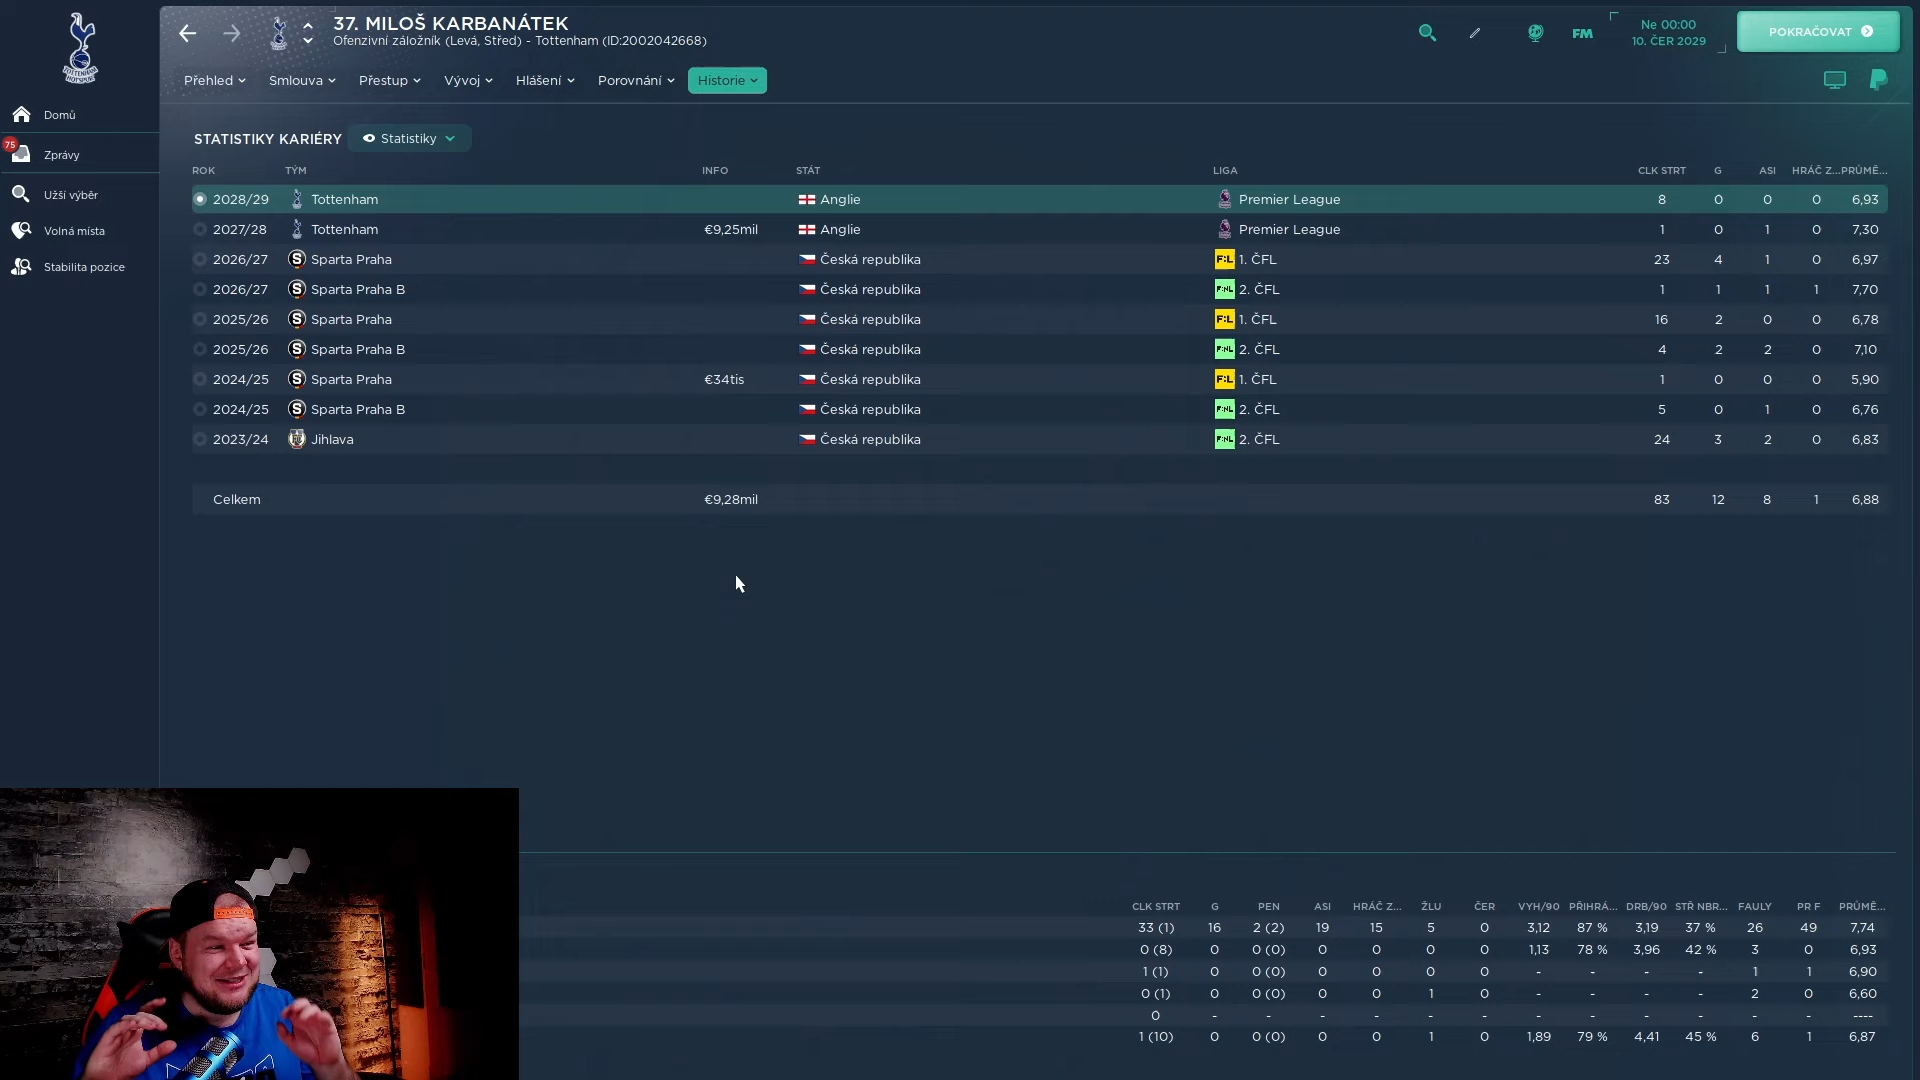 37. MILOŠ KARBANÁTEK
Ofenzivní záložník (Levá, Střed) - Tottenham (ID:2002042668)
FM
Ne 00:00
10. ČER 2029
POKRAČOVAT
TOTTENHAM
HOTSPUR
Přehled Smlouva Přestup Vývoj Hlášení Porovnání Historie
Domů
75
Zprávy
Užší výběr
Volná místa
Stabilita pozice
STATISTIKY KARIÉRY Statistiky
ROK TÝM INFO STÁT LIGA CLK STRT G ASI HRÁČ Z... PRŮMĚ...
2028/29 Tottenham Anglie Premier League 8 0 0 0 6,93
2027/28 Tottenham €9,25mil Anglie Premier League 1 0 1 0 7,30
2026/27 S Sparta Praha Česká republika F:L 1. ČFL 23 4 1 0 6,97
2026/27 S Sparta Praha B Česká republika F:NL 2. ČFL 1 1 1 1 7,70
2025/26 S Sparta Praha Česká republika F:L 1. ČFL 16 2 0 0 6,78
2025/26 S Sparta Praha B Česká republika F:NL 2. ČFL 4 2 2 0 7,10
2024/25 S Sparta Praha €34tis Česká republika F:L 1. ČFL 1 0 0 0 5,90
2024/25 S Sparta Praha B Česká republika F:NL 2. ČFL 5 0 1 0 6,76
2023/24 Jihlava Česká republika F:NL 2. ČFL 24 3 2 0 6,83
Celkem €9,28mil 83 12 8 1 6,88
CLK STRT G PEN ASI HRÁČ Z... ŽLU ČER VYH/90 PŘIHRÁ... DRB/90 STŘ NBR... FAULY PR F PRŮMĚ...
33 (1) 16 2 (2) 19 15 5 0 3,12 87 % 3,19 37 % 26 49 7,74
0 (8) 0 0 (0) 0 0 0 0 1,13 78 % 3,96 42 % 3 0 6,93
1 (1) 0 0 (0) 0 0 0 0 - - - - 1 1 6,90
0 (1) 0 0 (0) 0 0 1 0 - - - - 2 0 6,60
0 - - - - - - - - - - - - ----
1 (10) 0 0 (0) 0 0 1 0 1,89 79 % 4,41 45 % 6 1 6,87